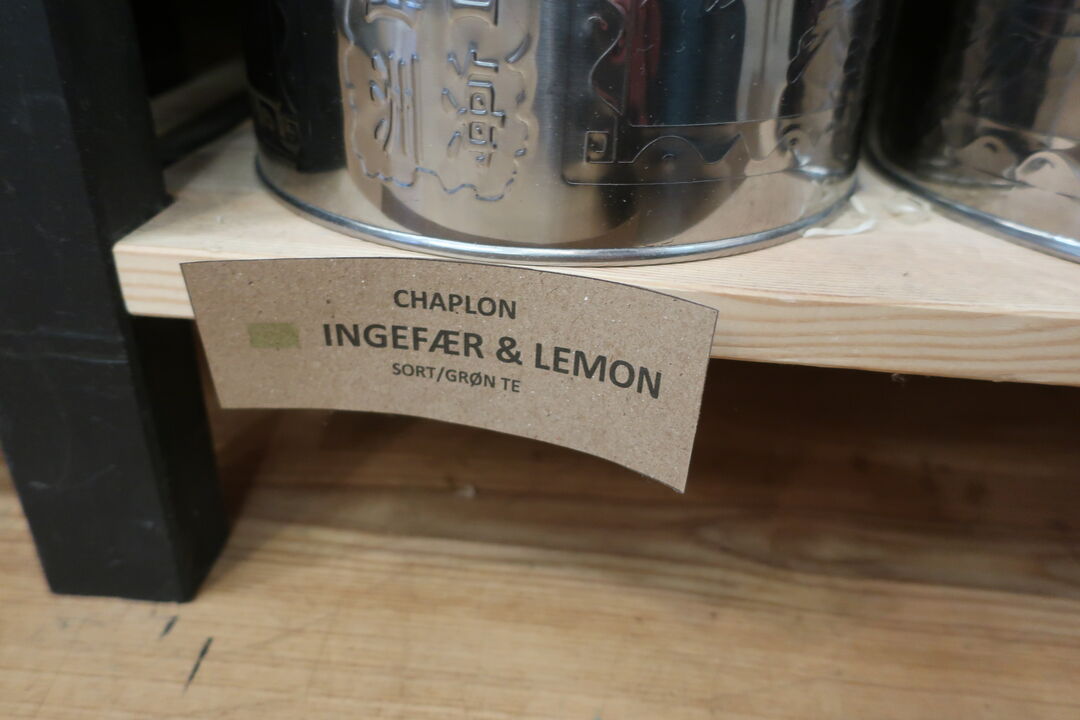 CHAPLON
INGEFÆR & LEMON
SORT/GRØN TE